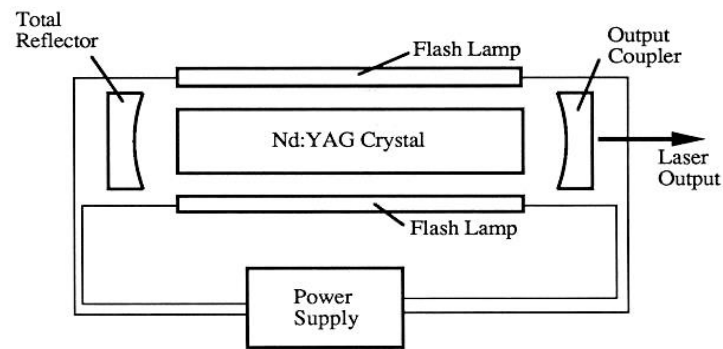 Total
Reflector
Flash Lamp
Output
Coupler
Nd:YAG Crystal
Laser
Output
Flash Lamp
Power
Supply